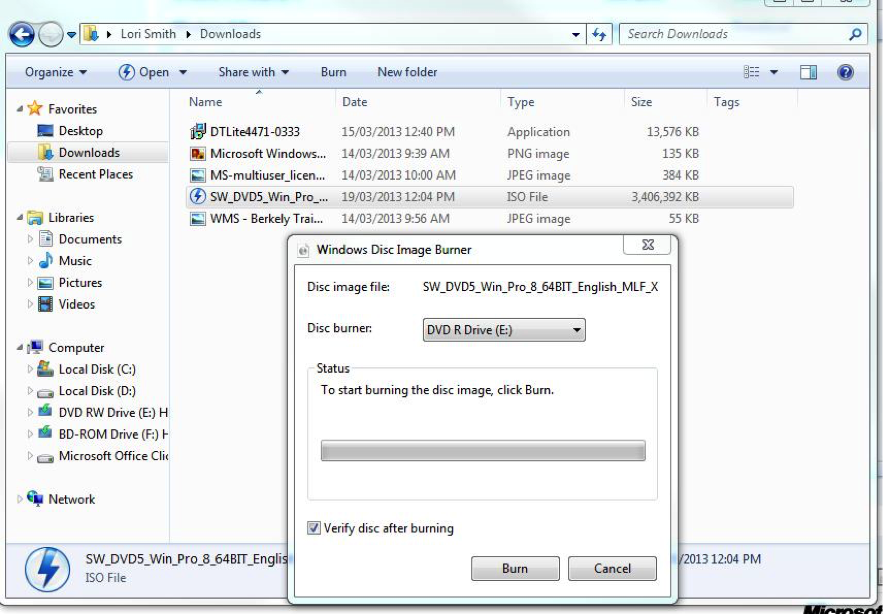 Lori Smith Downloads Search Downloads
Organize Open Share with Burn New folder
Name Date Type Size Tags
Favorites
Desktop
Downloads
Recent Places
Libraries
Documents
Music
Pictures
Videos
Computer
Local Disk (C:)
Local Disk (D:)
DVD RW Drive (E:) H
BD-ROM Drive (F:) H
Microsoft Office Clic
Network
DTLite4471-0333 15/03/2013 12:40 PM Application 13,576 KB
Microsoft Windows... 14/03/2013 9:39 AM PNG image 135 KB
MS-multiuser_licen... 14/03/2013 10:00 AM JPEG image 384 KB
SW_DVD5_Win_Pro_... 19/03/2013 12:04 PM ISO File 3,406,392 KB
WMS - Berkely Trai... 14/03/2013 9:56 AM JPEG image 55 KB
Windows Disc Image Burner
Disc image file: SW_DVD5_Win_Pro_8_64BIT_English_MLF_X
Disc burner: DVD R Drive (E:)
Status
To start burning the disc image, click Burn.
Verify disc after burning
Burn Cancel
SW_DVD5_Win_Pro_8_64BIT_Englis /2013 12:04 PM
ISO File
Microsof